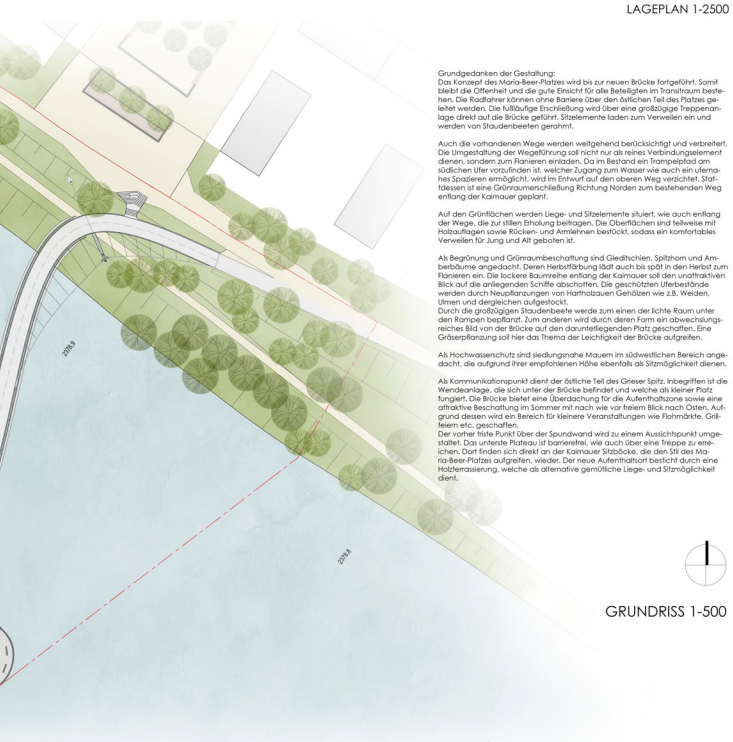 LAGEPLAN 1-2500
Grundgedanken der Gestaltung:
Das Konzept des Maria-Beer-Platzes wird bis zur neuen Brücke fortgeführt. Somit
bleibt die Offenheit und die gute Einsicht für alle Beteiligten im Transitraum beste-
hen. Die Radfahrer können ohne Barriere über den östlichen Teil des Platzes ge-
leitet werden. Die fußläufige Erschließung wird über eine großzügige Treppenan-
lage direkt auf die Brücke geführt. Sitzelemente laden zum Verweilen ein und
werden von Staudenbeeten gerahmt.
Auch die vorhandenen Wege werden weitgehend berücksichtigt und verbreitert.
Die Umgestaltung der Wegeführung soll nicht nur als reines Verbindungselement
dienen, sondern zum Flanieren einladen. Da im Bestand ein Trampelpfad am
südlichen Ufer vorzufinden ist, welcher Zugang zum Wasser wie auch ein uferna-
hes Spazieren ermöglicht, wird im Entwurf auf den oberen Weg verzichtet. Statt-
dessen ist eine Grünraumerschließung Richtung Norden zum bestehenden Weg
entlang der Kaimauer geplant.
Auf den Grünflächen werden Liege- und Sitzelemente situiert, wie auch entlang
der Wege, die zur stillen Erholung beitragen. Die Oberflächen sind teilweise mit
Holzauflagen sowie Rücken- und Armlehnen bestückt, sodass ein komfortables
Verweilen für Jung und Alt geboten ist.
Als Begrünung und Grünraumbeschattung sind Gleditschien, Spitzhorn und Am-
berbäume angedacht. Deren Herbstfärbung lädt auch bis spät in den Herbst zum
Flanieren ein. Die lockere Baumreihe entlang der Kaimauer soll den unattraktiven
Blick auf die anliegenden Schiffe abschotten. Die geschützten Uferbestände
werden durch Neupflanzungen von Hartholzauen Gehölzen wie z.B. Weiden,
Ulmen und dergleichen aufgestockt.
Durch die großzügigen Staudenbeete werde zum einen der lichte Raum unter
den Rampen bepflanzt. Zum anderen wird durch deren Form ein abwechslungs-
reiches Bild von der Brücke auf den darunterliegenden Platz geschaffen. Eine
Gräserpflanzung soll hier das Thema der Leichtigkeit der Brücke aufgreifen.
Als Hochwasserschutz sind siedlungsnahe Mauern im südwestlichen Bereich ange-
dacht, die aufgrund ihrer empfohlenen Höhe ebenfalls als Sitzmöglichkeit dienen.
Als Kommunikationspunkt dient der östliche Teil des Grieser Spitz. Inbegriffen ist die
Wendeanlage, die sich unter der Brücke befindet und welche als kleiner Platz
fungiert. Die Brücke bietet eine Überdachung für die Aufenthaltszone sowie eine
attraktive Beschattung im Sommer mit nach wie vor freiem Blick nach Osten. Auf-
grund dessen wird ein Bereich für kleinere Veranstaltungen wie Flohmärkte, Grill-
feiern etc. geschaffen.
Der vorher triste Punkt über der Spundwand wird zu einem Aussichtspunkt umge-
staltet. Das unterste Plateau ist barrierefrei, wie auch über eine Treppe zu errei-
chen. Dort finden sich direkt an der Kaimauer Sitzböcke, die den Stil des Ma-
ria-Beer-Platzes aufgreifen, wieder. Der neue Aufenthaltsort besticht durch eine
Holzterrassierung, welche als alternative gemütliche Liege- und Sitzmöglichkeit
dient.
2378,9
2378,8
GRUNDRISS 1-500